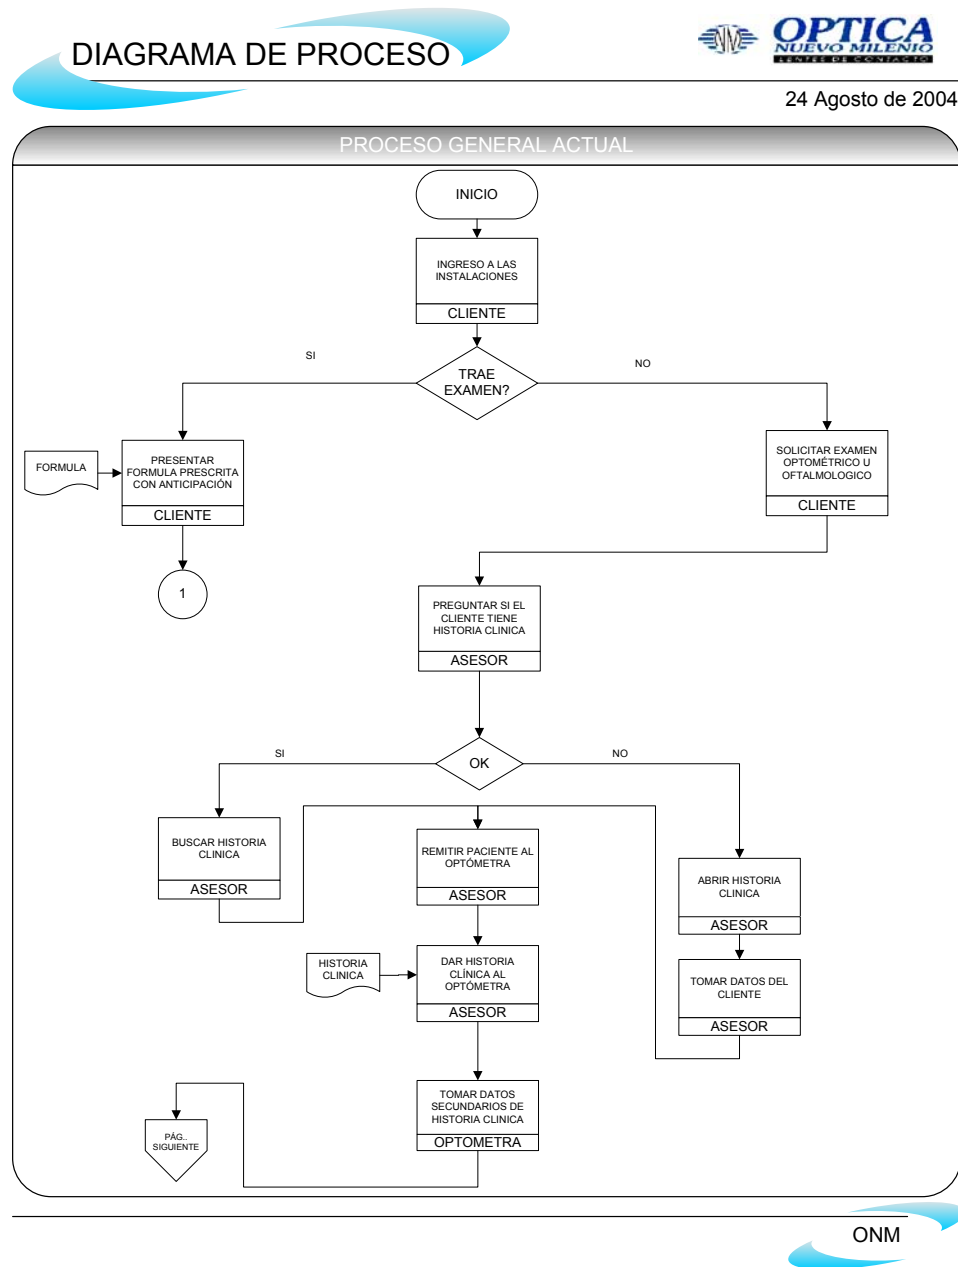 DIAGRAMA DE PROCESO
NM OPTICA
NUEVO MILENIO
LENTES DE CONTACTO
24 Agosto de 2004
PROCESO GENERAL ACTUAL
INICIO
INGRESO A LAS
INSTALACIONES
CLIENTE
SI
TRAE
EXAMEN?
NO
FORMULA
PRESENTAR
FORMULA PRESCRITA
CON ANTICIPACIÓN
CLIENTE
SOLICITAR EXAMEN
OPTOMÉTRICO U
OFTALMOLOGICO
CLIENTE
1
PREGUNTAR SI EL
CLIENTE TIENE
HISTORIA CLINICA
ASESOR
SI
OK
NO
BUSCAR HISTORIA
CLINICA
ASESOR
REMITIR PACIENTE AL
OPTÓMETRA
ASESOR
ABRIR HISTORIA
CLINICA
ASESOR
HISTORIA
CLINICA
DAR HISTORIA
CLÍNICA AL
OPTÓMETRA
ASESOR
TOMAR DATOS DEL
CLIENTE
ASESOR
TOMAR DATOS
SECUNDARIOS DE
HISTORIA CLINICA
OPTOMETRA
PÁG..
SIGUIENTE
ONM